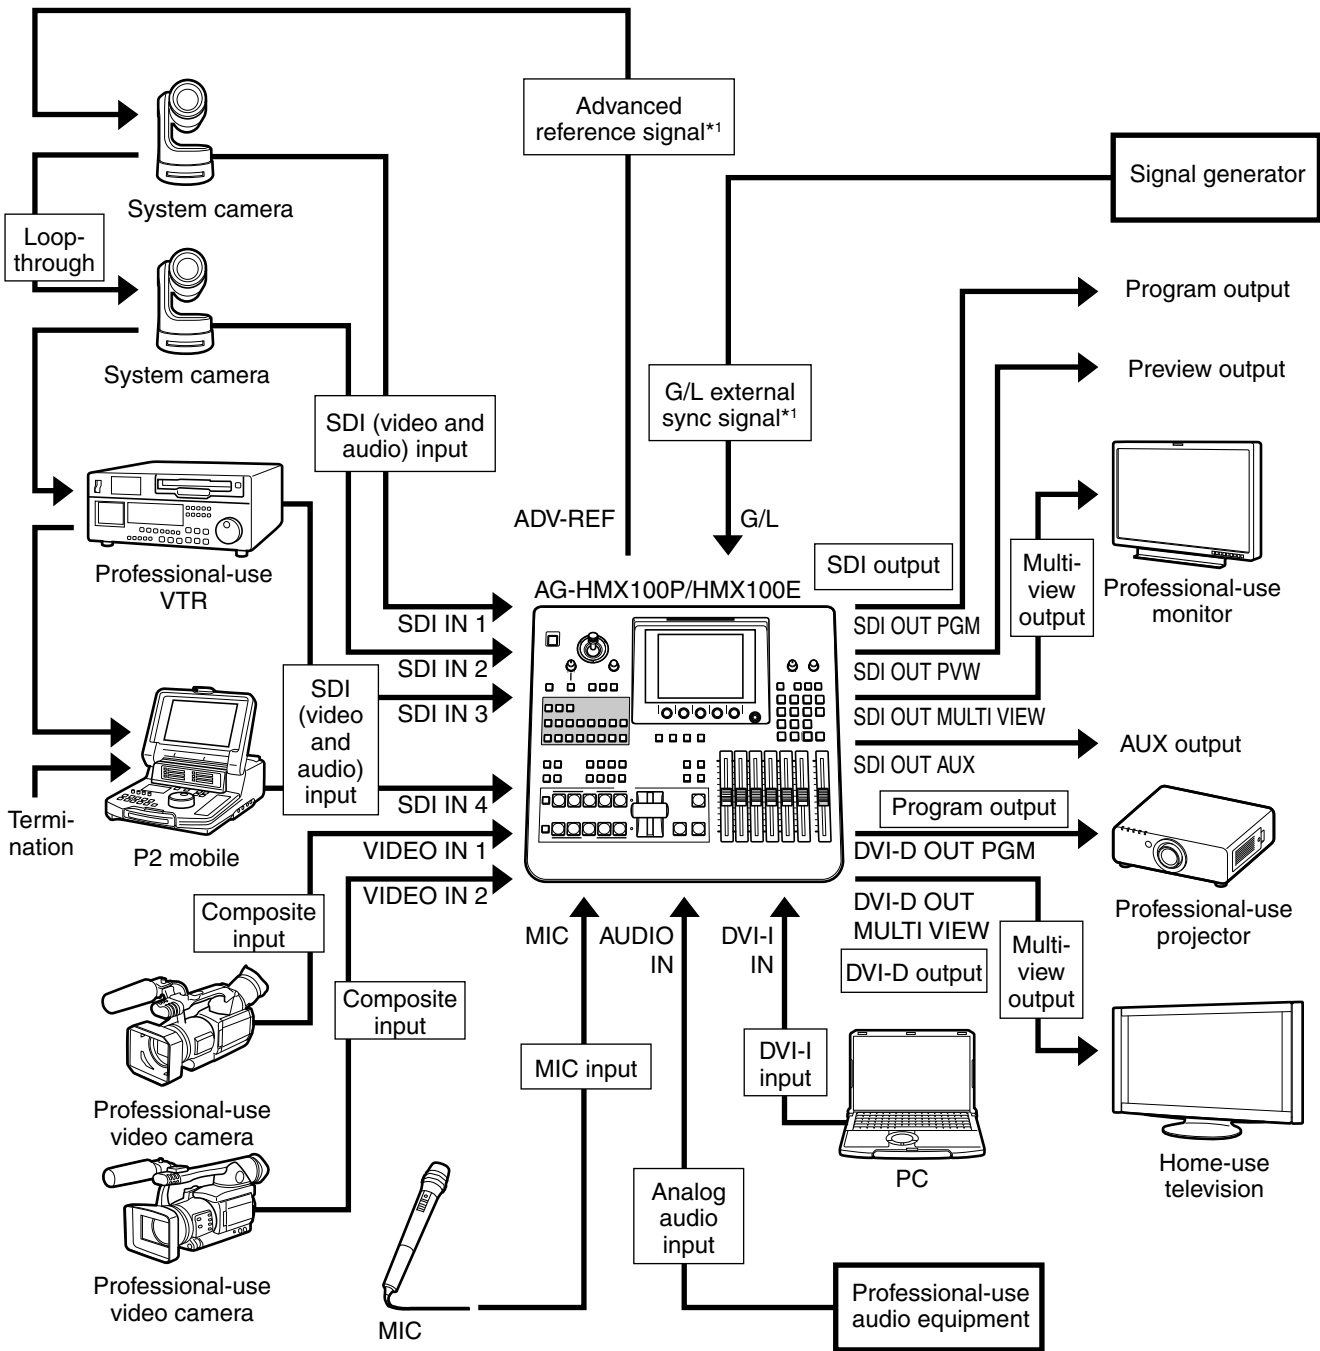 Advanced
reference signal*1
Signal generator
System camera
Loop-
through
Program output
System camera
Preview output
G/L external
sync signal*1
SDI (video and
audio) input
ADV-REF
G/L
SDI output
Multi-
view
output
Professional-use
VTR
Professional-use
monitor
AG-HMX100P/HMX100E
SDI IN 1
SDI OUT PGM
SDI IN 2
SDI OUT PVW
SDI
(video
and
audio)
input
SDI IN 3
SDI OUT MULTI VIEW
AUX output
SDI OUT AUX
SDI IN 4
Program output
Termi-
nation
P2 mobile
VIDEO IN 1
DVI-D OUT PGM
VIDEO IN 2
DVI-D OUT
MULTI VIEW
Professional-use
projector
Composite
input
MIC
AUDIO
IN
DVI-I
IN
DVI-D output
Multi-
view
output
Composite
input
MIC input
DVI-I
input
Professional-use
video camera
PC
Home-use
television
Analog
audio
input
Professional-use
video camera
MIC
Professional-use
audio equipment